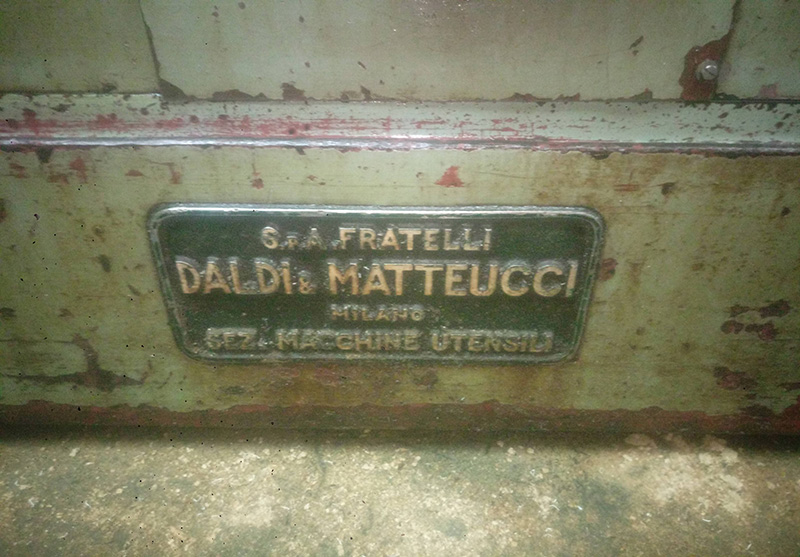 S.P.A. FRATELLI
DALDI & MATTEUCCI
MILANO
SEZ. MACCHINE UTENSILI